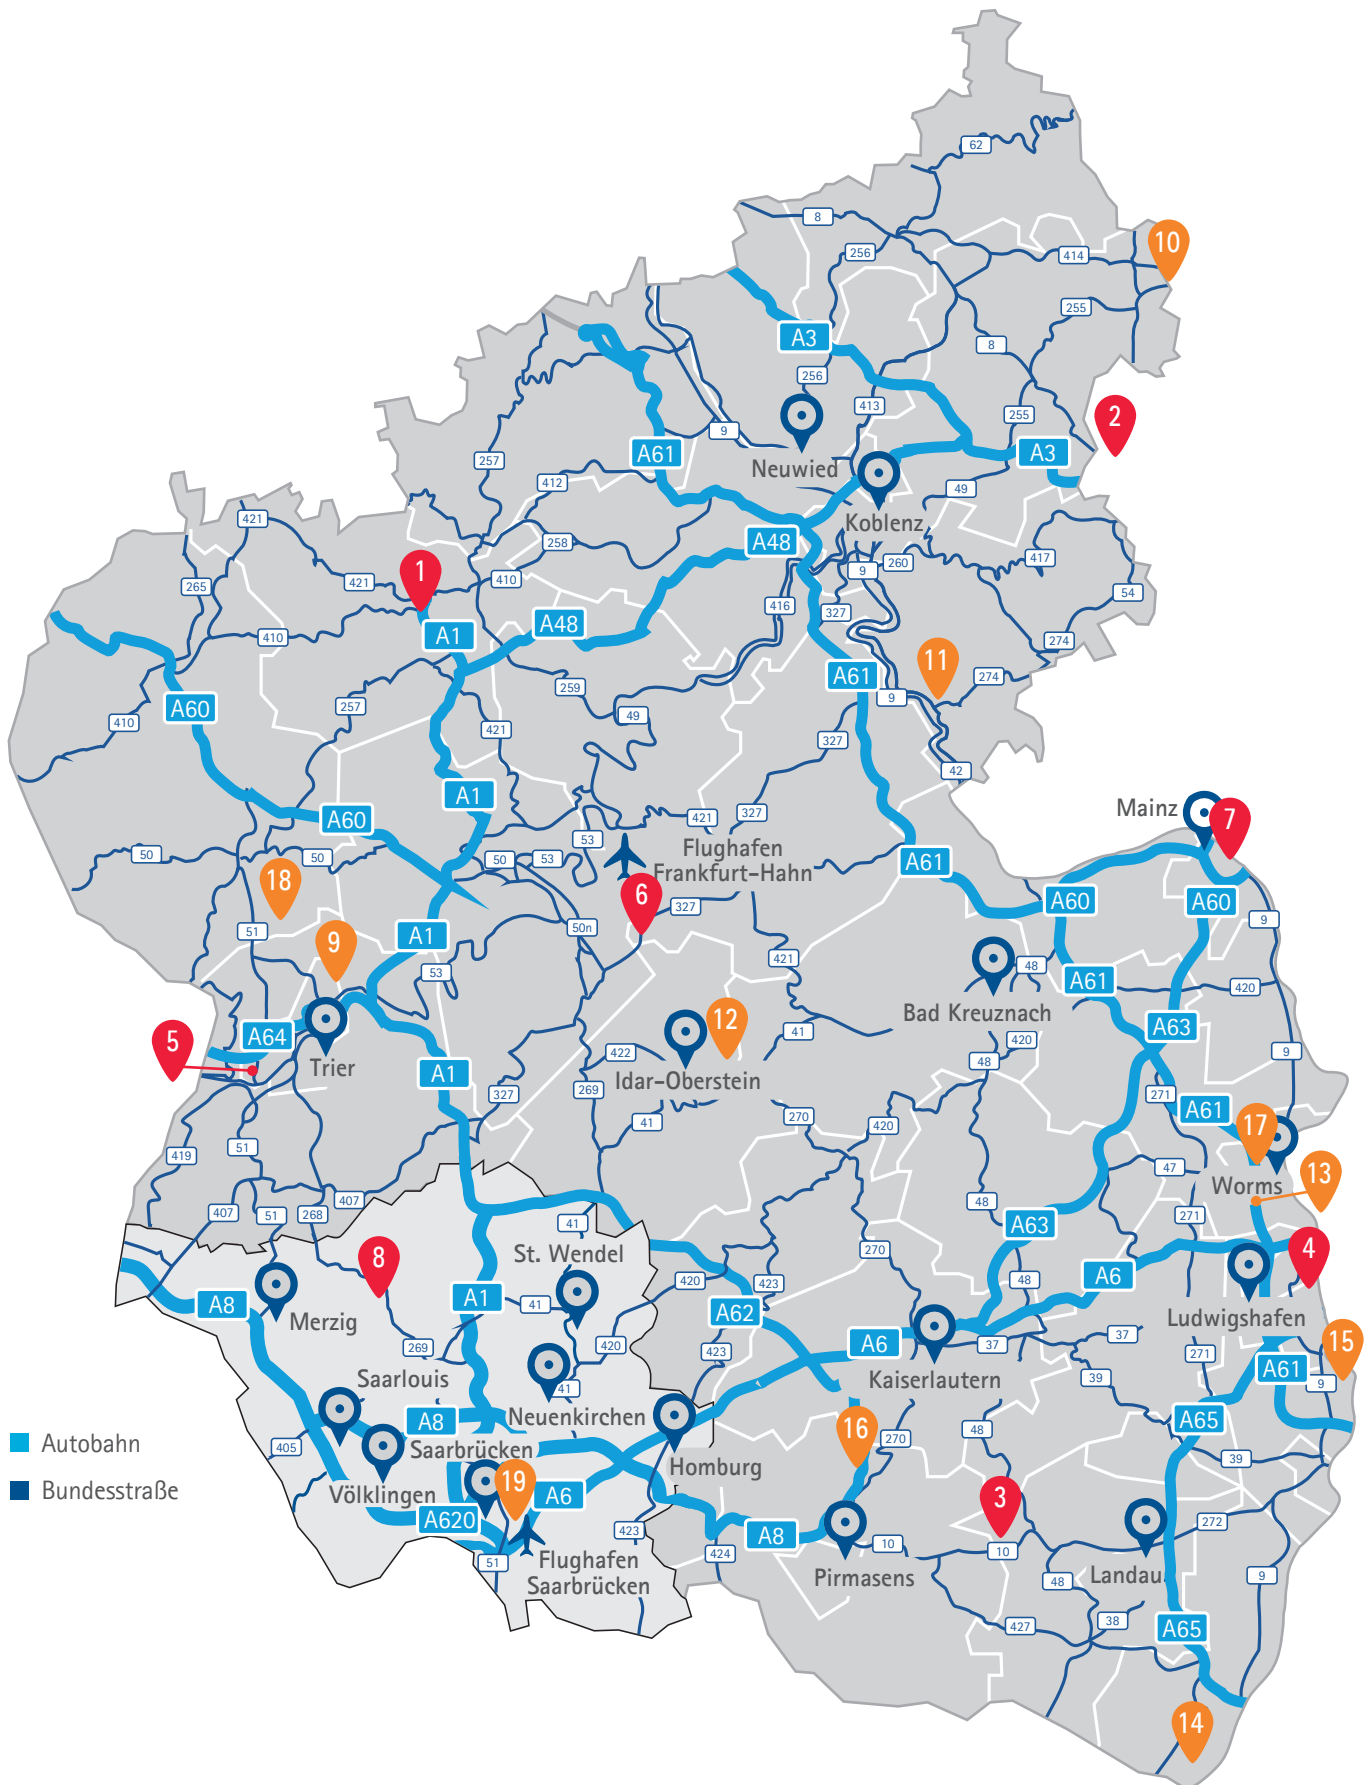 62
8
10
256
414
255
A3
8
256
413
255
2
9
A61
A3
257
Neuwied
412
49
Koblenz
421
A48
258
417
1
9
260
265
421
410
54
416
327
A48
A1
410
274
11
A61
274
259
9
A60
257
49
410
421
327
42
A1
Mainz
327
7
421
A60
53
Flughafen
Frankfurt-Hahn
50
50
50
53
A61
18
6
A60
A60
327
9
50n
51
9
A1
421
48
53
A61
420
Bad Kreuznach
12
A63
5
A64
41
420
Trier
422
9
48
Idar-Oberstein
A1
269
327
271
A61
270
41
420
17
51
419
47
13
Worms
407
48
407
51
268
271
41
A63
8
St. Wendel
270
4
A6
420
423
48
A1
A8
41
A62
Merzig
Ludwigshafen
37
15
A6
37
420
269
423
271
A61
Saarlouis
39
Kaiserlautern
9
41
Neuenkirchen
A65
A8
16
Autobahn
48
270
405
Saarbrücken
39
Homburg
Bundesstraße
19
A6
Völklingen
3
A620
272
423
A8
10
10
424
51
Flughafen
Saarbrücken
Pirmasens
Landau
9
48
38
427
A65
14